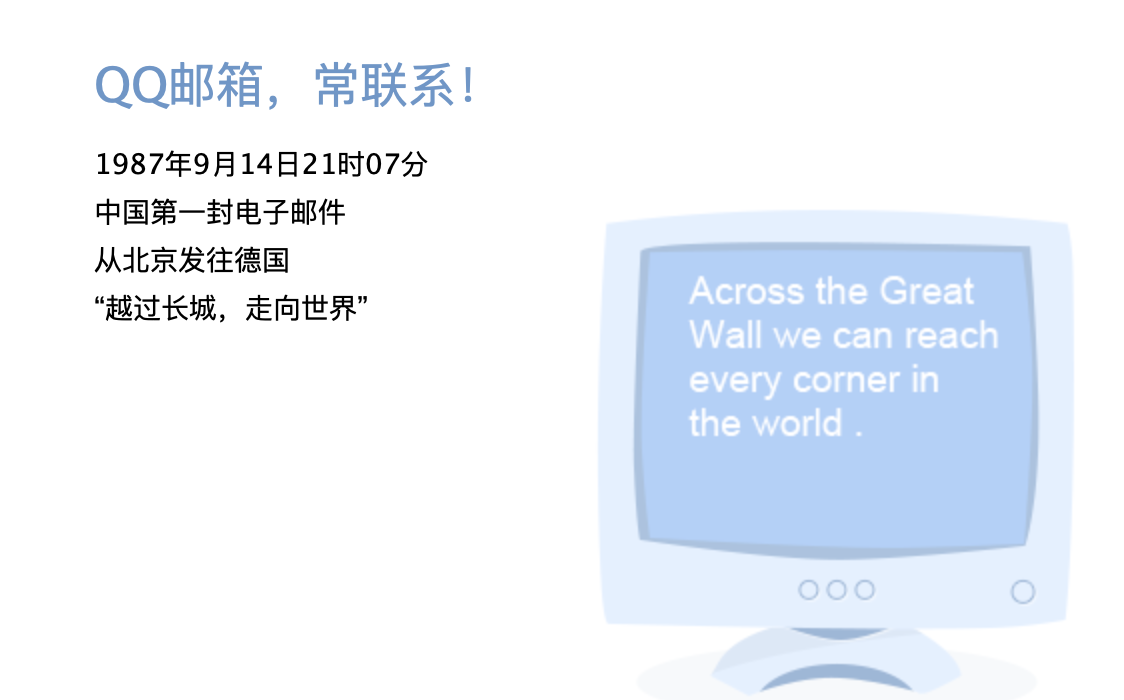 QQ邮箱，常联系！
1987年9月14日21时07分
中国第一封电子邮件
从北京发往德国
“越过长城，走向世界”
Across the Great
Wall we can reach
every corner in
the world .